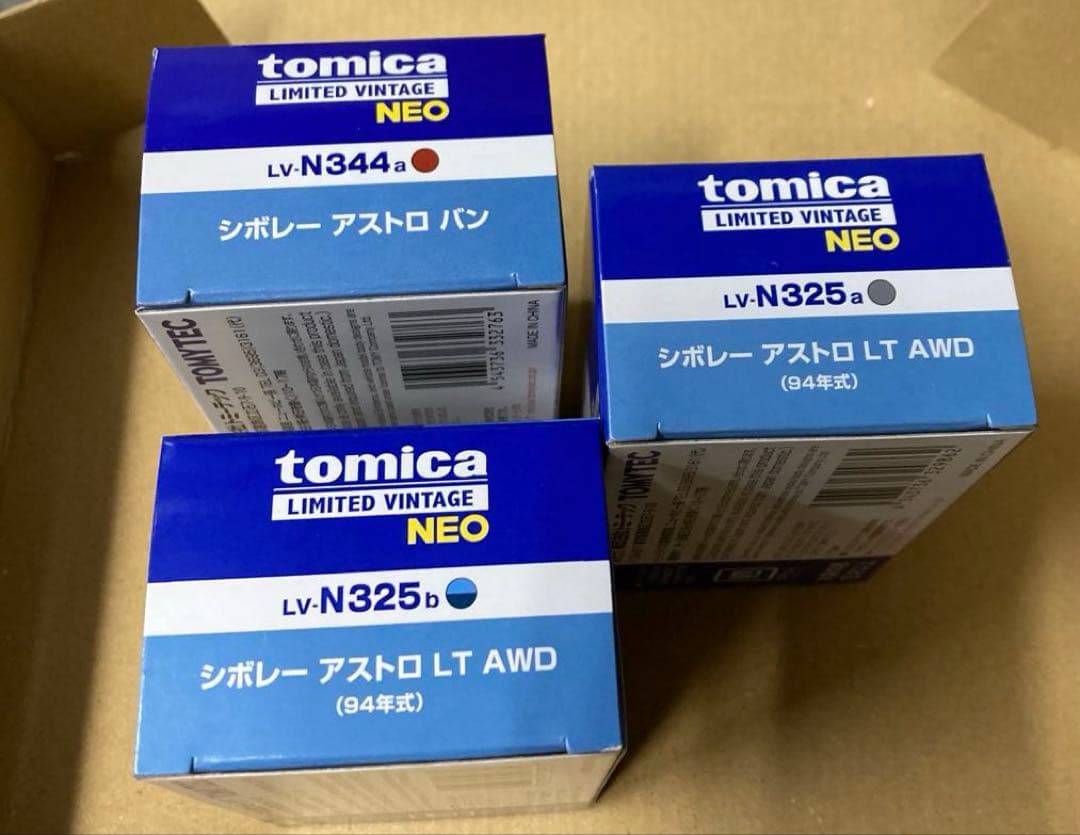 tomica
LIMITED VINTAGE
NEO
LV-N344a
シボレー アストロ バン
TOMYTEC
4 543736 332763
MADE IN CHINA
tomica
LIMITED VINTAGE
NEO
LV-N325a
シボレー アストロ LT AWD
(94年式)
TOMYTEC
tomica
LIMITED VINTAGE
NEO
LV-N325b
シボレー アストロ LT AWD
(94年式)